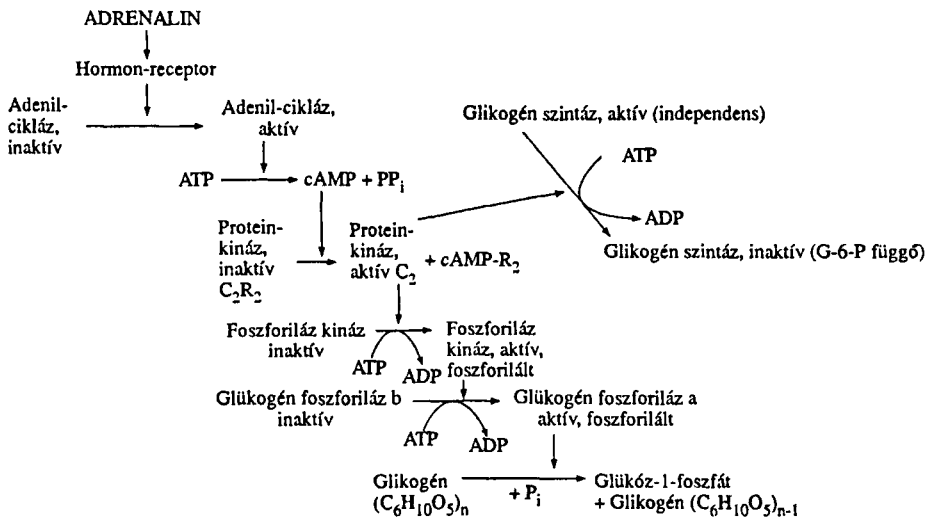 ADRENALIN
Hormon-receptor
Adenil-
cikláz,
inaktív
Adenil-cikláz,
aktív
Glikogén szintáz, aktív (independens)
ATP
ATP
cAMP + PPi
ADP
Glikogén szintáz, inaktív (G-6-P függő)
Protein-
kináz,
inaktív
C2R2
Protein-
kináz,
aktív C2
+ cAMP-R2
Foszforiláz kináz
inaktív
Foszforiláz
kináz, aktív,
foszforilált
ATP
ADP
Glükogén foszforiláz b
inaktív
Glükogén foszforiláz a
aktív, foszforilált
ATP
ADP
Glikogén
(C6H10O5)n
+ Pi
Glükóz-1-foszfát
+ Glikogén (C6H10O5)n-1